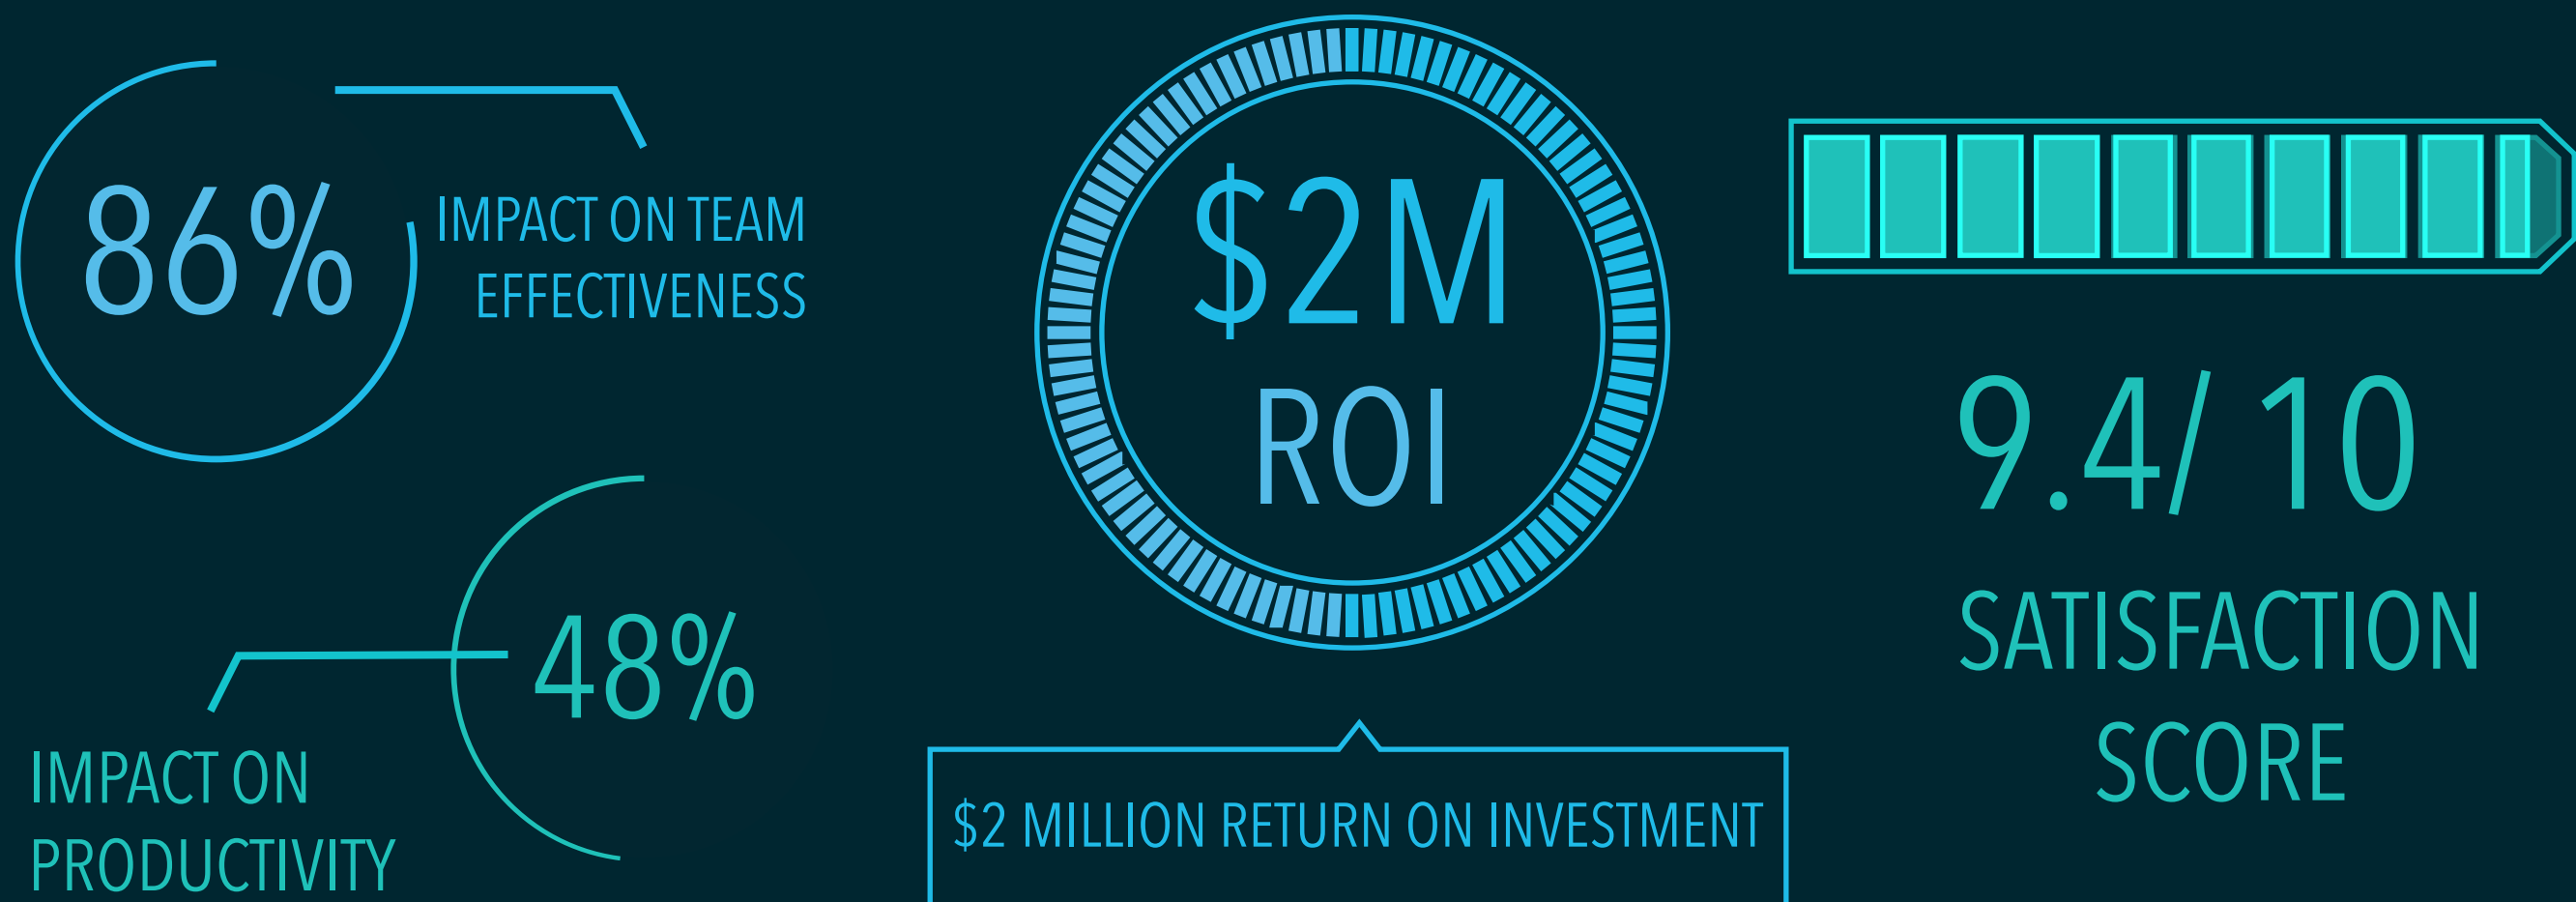 86%
IMPACT ON TEAM
EFFECTIVENESS
48%
IMPACT ON
PRODUCTIVITY
$2M
ROI
$2 MILLION RETURN ON INVESTMENT
9.4/ 10
SATISFACTION
SCORE